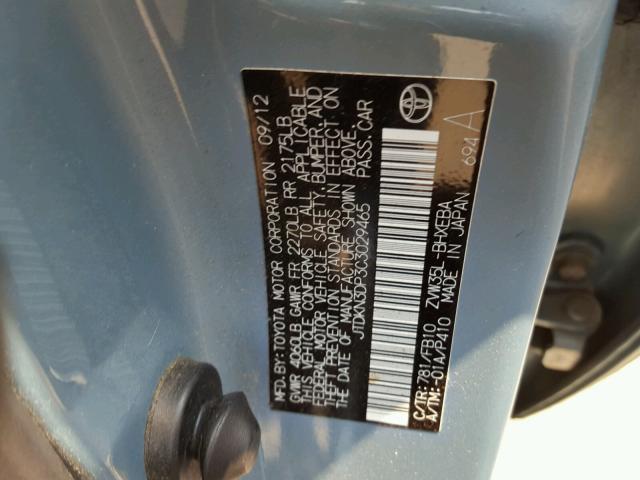 MFD.BY: TOYOTA MOTOR CORPORATION 09/12
GVWR 4090LB GAWR FR 2270LB RR 2175LB
THIS VEHICLE CONFORMS TO ALL APPLICABLE
FEDERAL MOTOR VEHICLE SAFETY, BUMPER, AND
THEFT PREVENTION STANDARDS IN EFFECT ON
THE DATE OF MANUFACTURE SHOWN ABOVE.
JTDKN3DP3C3029465 PASS.CAR
C/TR: 781/FB10 ZVW35L-BHXEBA
A/TM: -01A/P410 MADE IN JAPAN 694 A